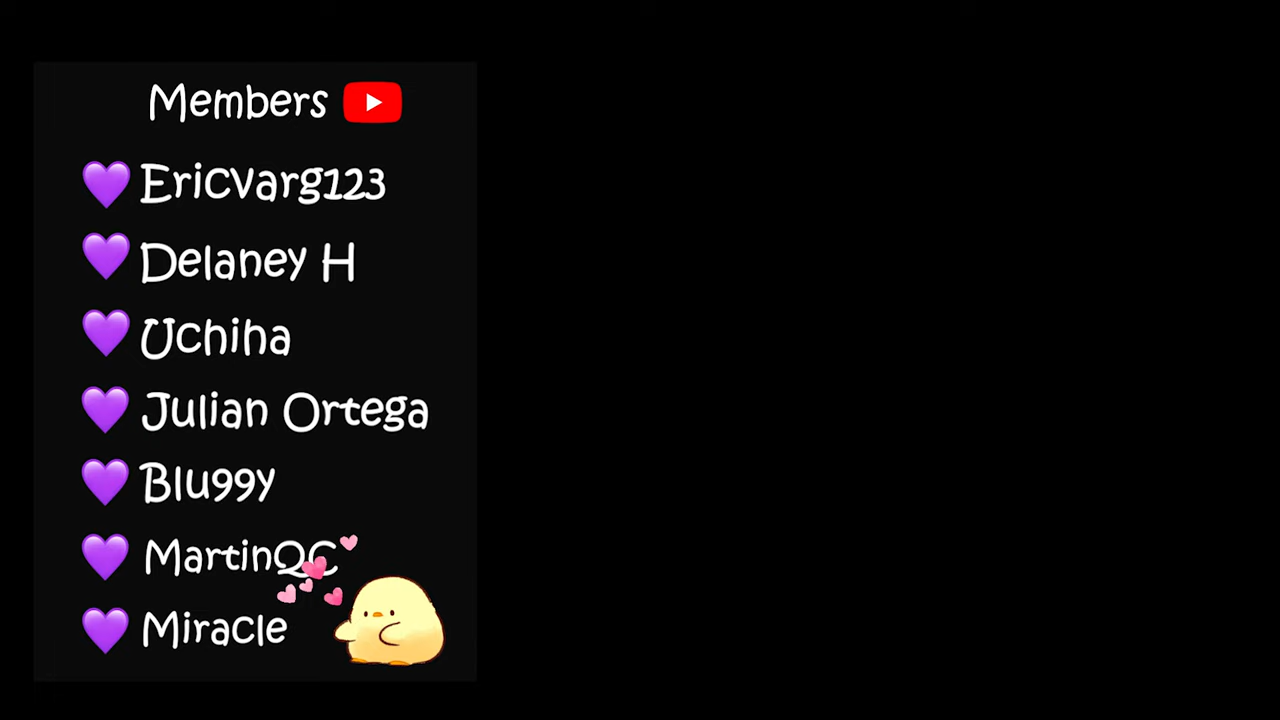 Members
Ericvarg123
Delaney H
Uchiha
Julian Ortega
Blu99y
MartinQC
Miracle